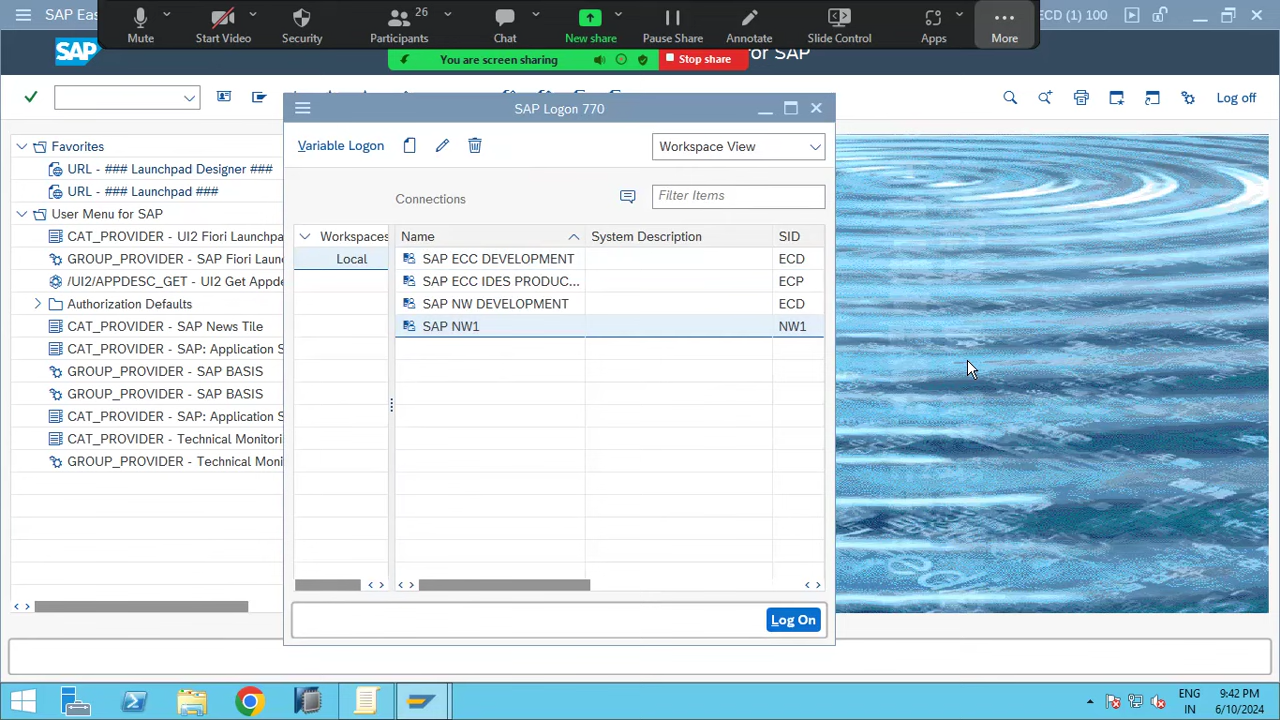 SAP Eas
26
ECD (1) 100
Mute
Start Video
Security
Participants
Chat
New share
Pause Share
Annotate
Slide Control
Apps
More
You are screen sharing
Stop share
SAP
for SAP
Log off
SAP Logon 770
Variable Logon
Workspace View
Connections
Filter Items
Workspaces
Local
Name
System Description
SID
SAP ECC DEVELOPMENT
ECD
SAP ECC IDES PRODUC...
ECP
SAP NW DEVELOPMENT
ECD
SAP NW1
NW1
Log On
Favorites
URL - ### Launchpad Designer ###
URL - ### Launchpad ###
User Menu for SAP
CAT_PROVIDER - UI2 Fiori Launchpa
GROUP_PROVIDER - SAP Fiori Laun
/UI2/APPDESC_GET - UI2 Get Appde
Authorization Defaults
CAT_PROVIDER - SAP News Tile
CAT_PROVIDER - SAP: Application S
GROUP_PROVIDER - SAP BASIS
GROUP_PROVIDER - SAP BASIS
CAT_PROVIDER - SAP: Application S
CAT_PROVIDER - Technical Monitori
GROUP_PROVIDER - Technical Moni
ENG
IN
9:42 PM
6/10/2024